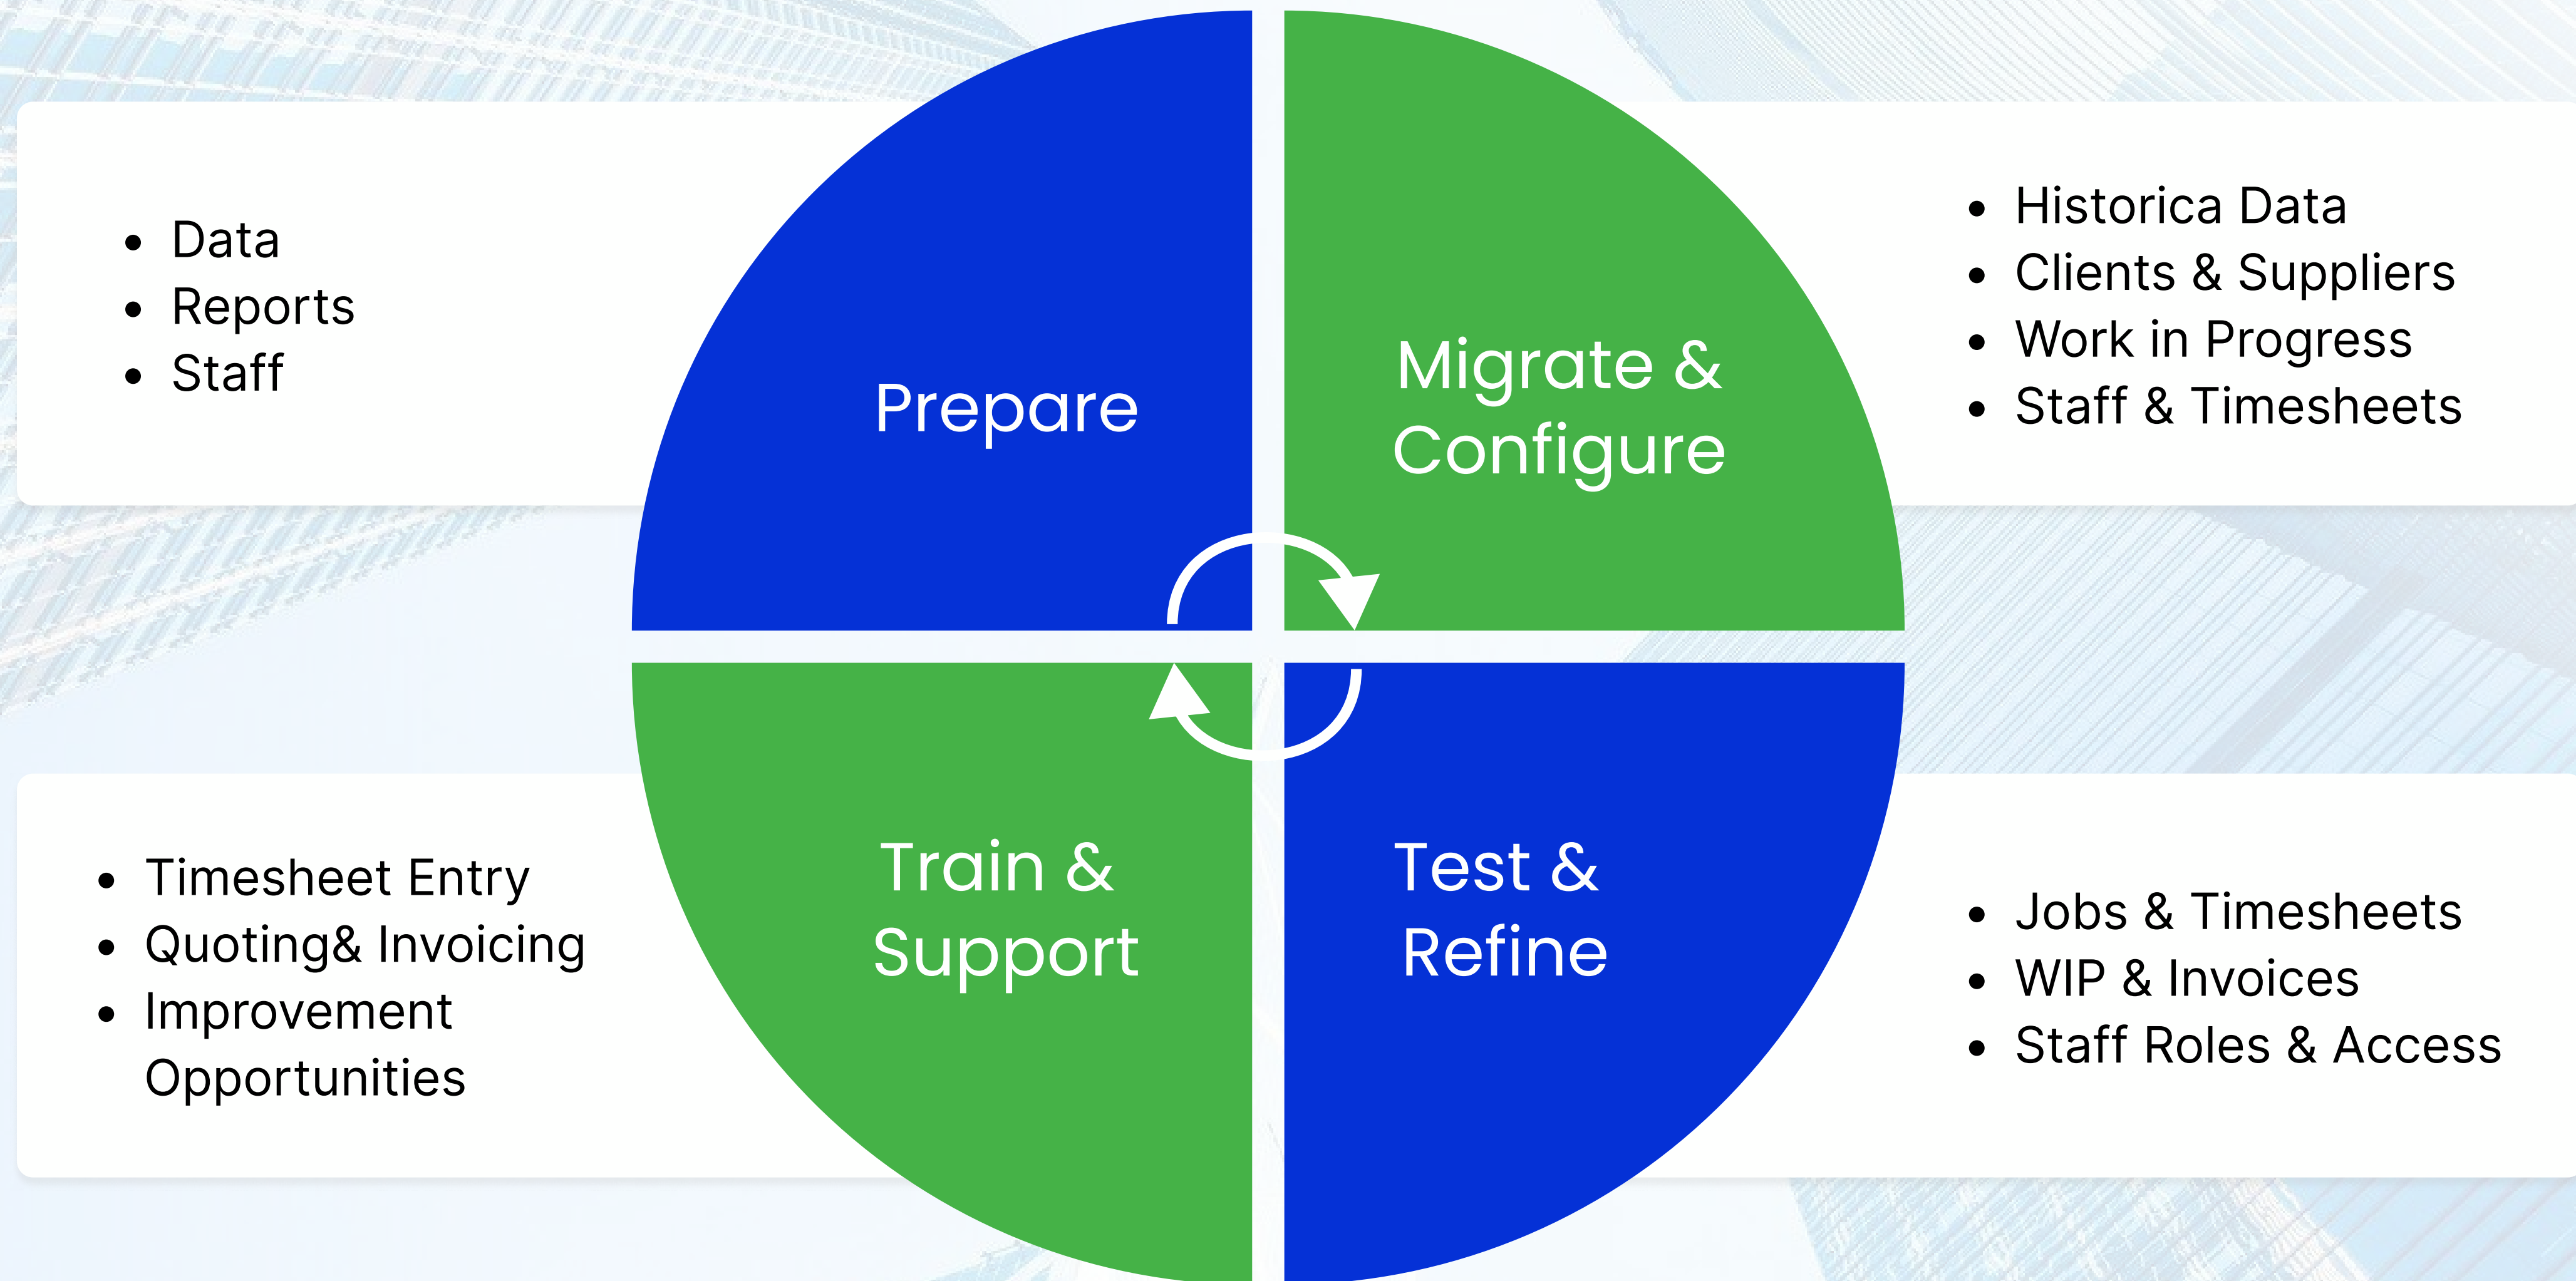 • Data
• Reports
• Staff
Prepare
Migrate &
Configure
• Historica Data
• Clients & Suppliers
• Work in Progress
• Staff & Timesheets
• Timesheet Entry
• Quoting& Invoicing
• Improvement
Opportunities
Train &
Support
Test &
Refine
• Jobs & Timesheets
• WIP & Invoices
• Staff Roles & Access